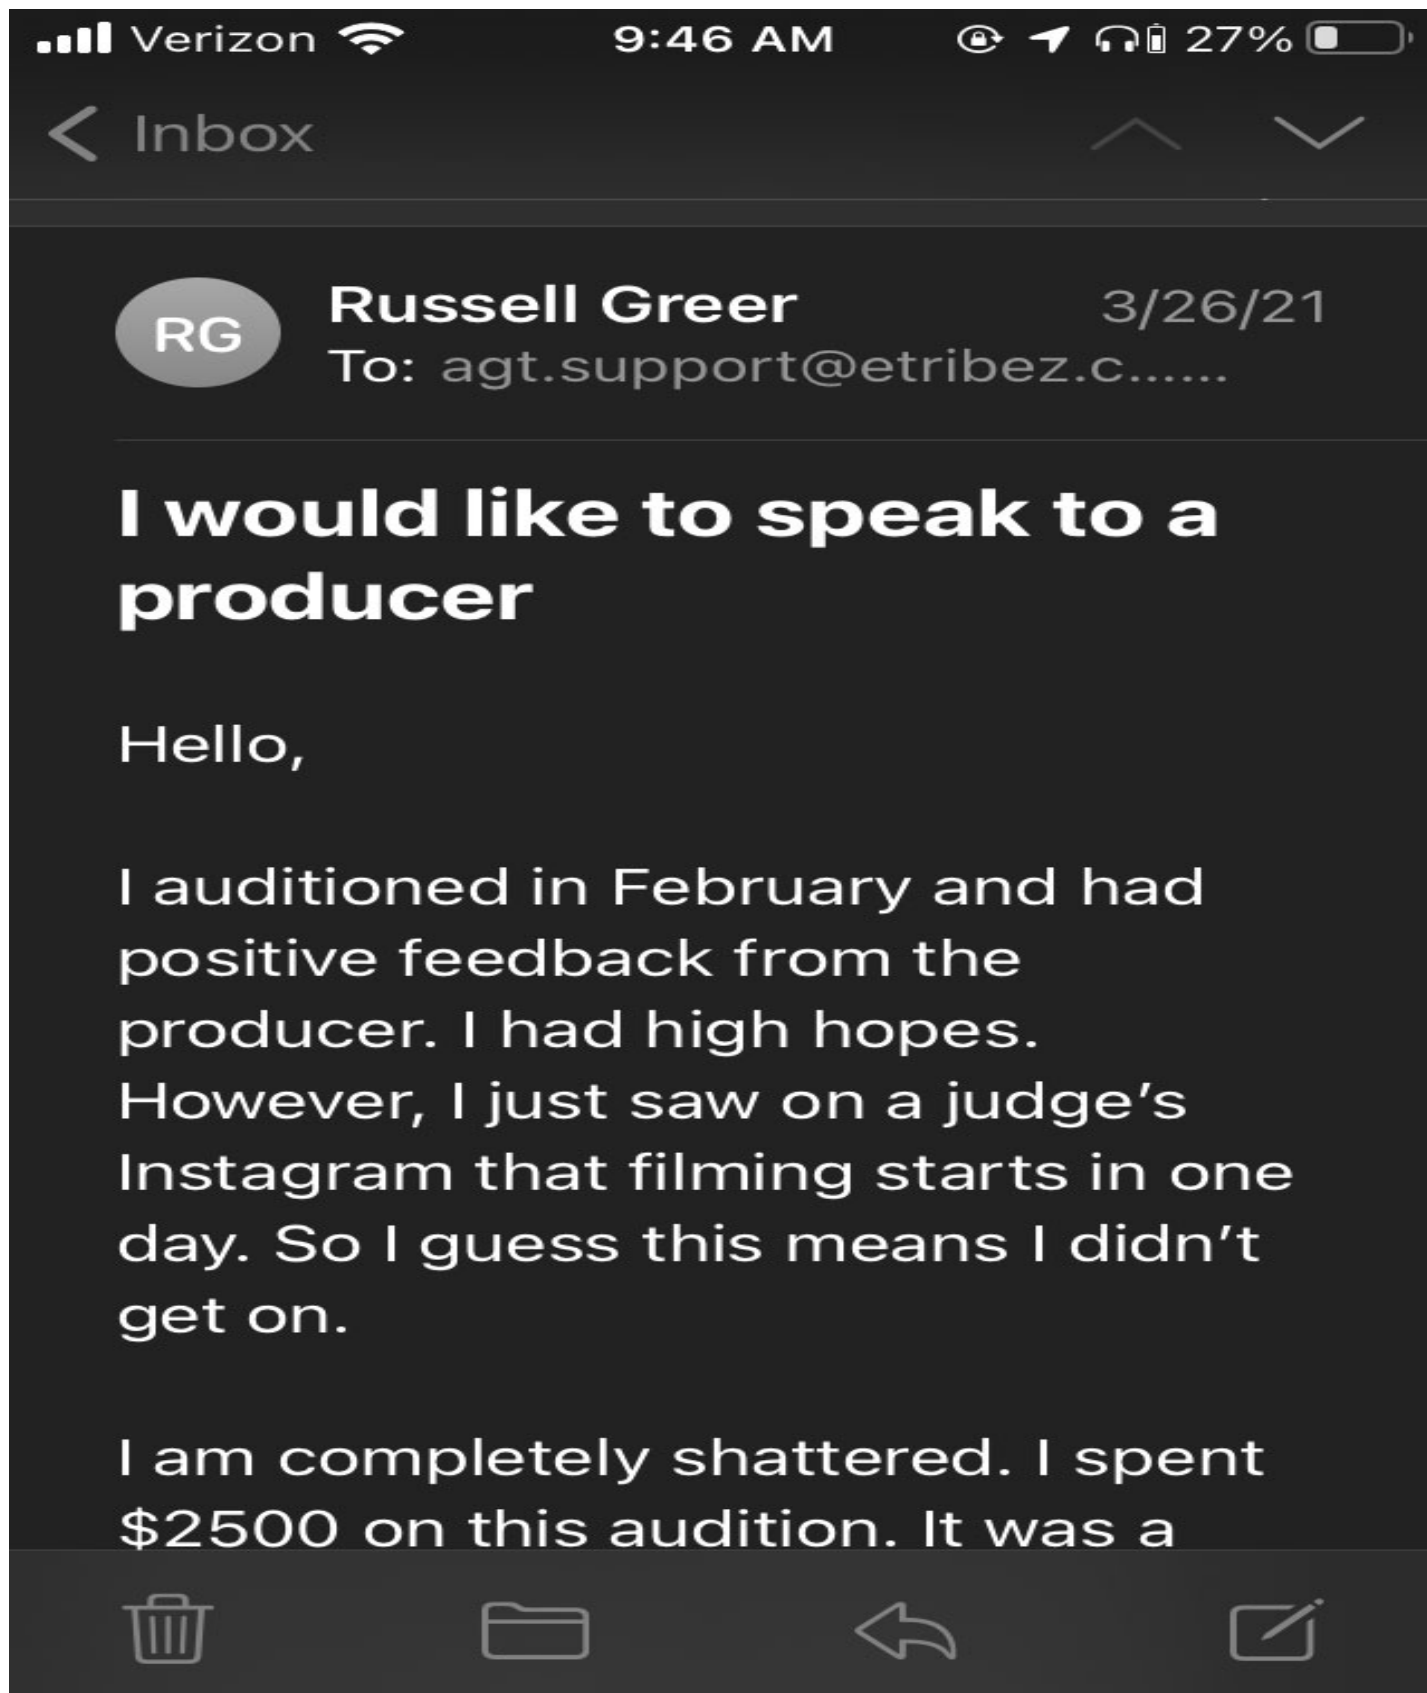 Verizon 9:46 AM 27%
Inbox
RG
Russell Greer 3/26/21
To: agt.support@etribez.c......
I would like to speak to a
producer
Hello,
I auditioned in February and had
positive feedback from the
producer. I had high hopes.
However, I just saw on a judge’s
Instagram that filming starts in one
day. So I guess this means I didn’t
get on.
I am completely shattered. I spent
$2500 on this audition. It was a